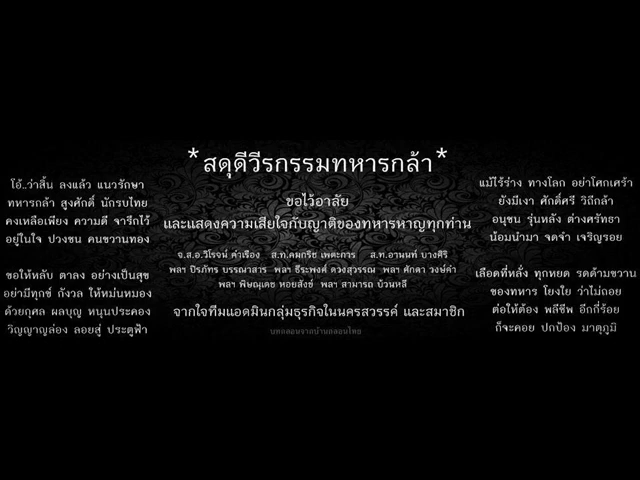 *สดุดีวีรกรรมทหารกล้า*
ขอไว้อาลัย
และแสดงความเสียใจกับญาติของทหารหาญทุกท่าน
จ.ส.อ.วิโรจน์ คำเรือง ส.ท.คมกริช เพตะการ ส.ท.อานนท์ บางศิริ
พลฯ ปิรภัทร บรรณาสาร พลฯ ธีระพงศ์ ดวงสุวรรณ พลฯ ศักดา วงษ์คำ
พลฯ พิษณุเดช หอยสังข์ พลฯ สามารถ บัวนหลี
จากใจทีมแอดมินกลุ่มธุรกิจในนครสวรรค์ และสมาชิก
บทกลอนจากบ้านกลอนไทย
โอ้..ว่าสิ้น ลงแล้ว แนวรักษา
ทหารกล้า สูงศักดิ์ นักรบไทย
คงเหลือเพียง ความดี จารึกไว้
อยู่ในใจ ปวงชน คนขวานทอง
ขอให้หลับ ตาลง อย่างเป็นสุข
อย่ามีทุกข์ กังวล ให้หม่นหมอง
ด้วยกุศล ผลบุญ หนุนประคอง
วิญญาญล่อง ลอยสู่ ประตูฟ้า
แม้ไร้ร่าง ทางโลก อย่าโศกเศร้า
ยังมีเงา ศักดิ์ศรี วิถีกล้า
อนุชน รุ่นหลัง ต่างศรัทธา
น้อมนำมา จดจำ เจริญรอย
เลือดที่หลั่ง ทุกหยด รดด้ามขวาน
ของทหาร โยงใย ว่าไม่ถอย
ต่อให้ต้อง พลีชีพ อีกกี่ร้อย
ก็จะคอย ปกป้อง มาตุภูมิ